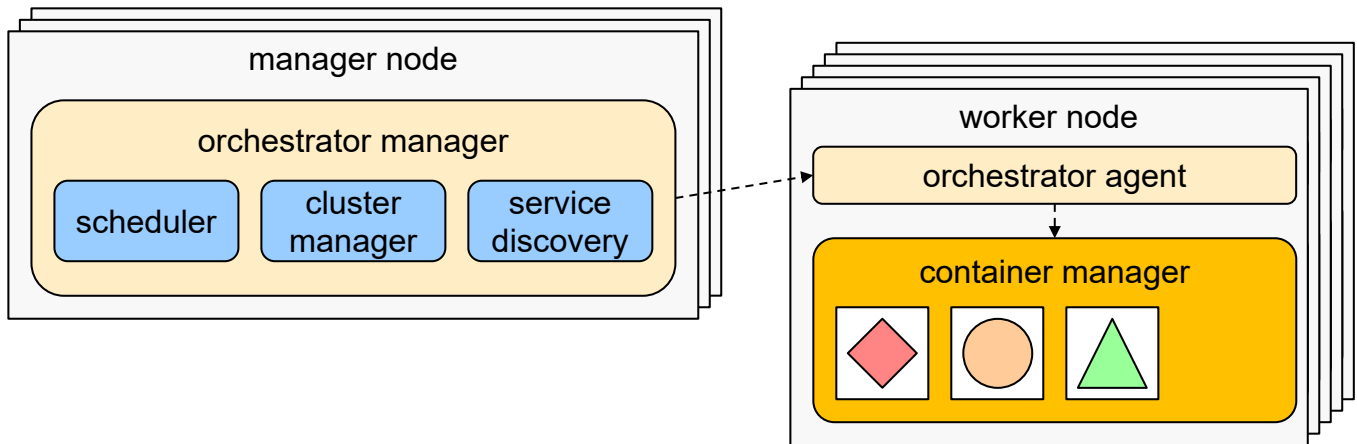 manager node
orchestrator manager
scheduler
cluster
manager
service
discovery
worker node
orchestrator agent
container manager